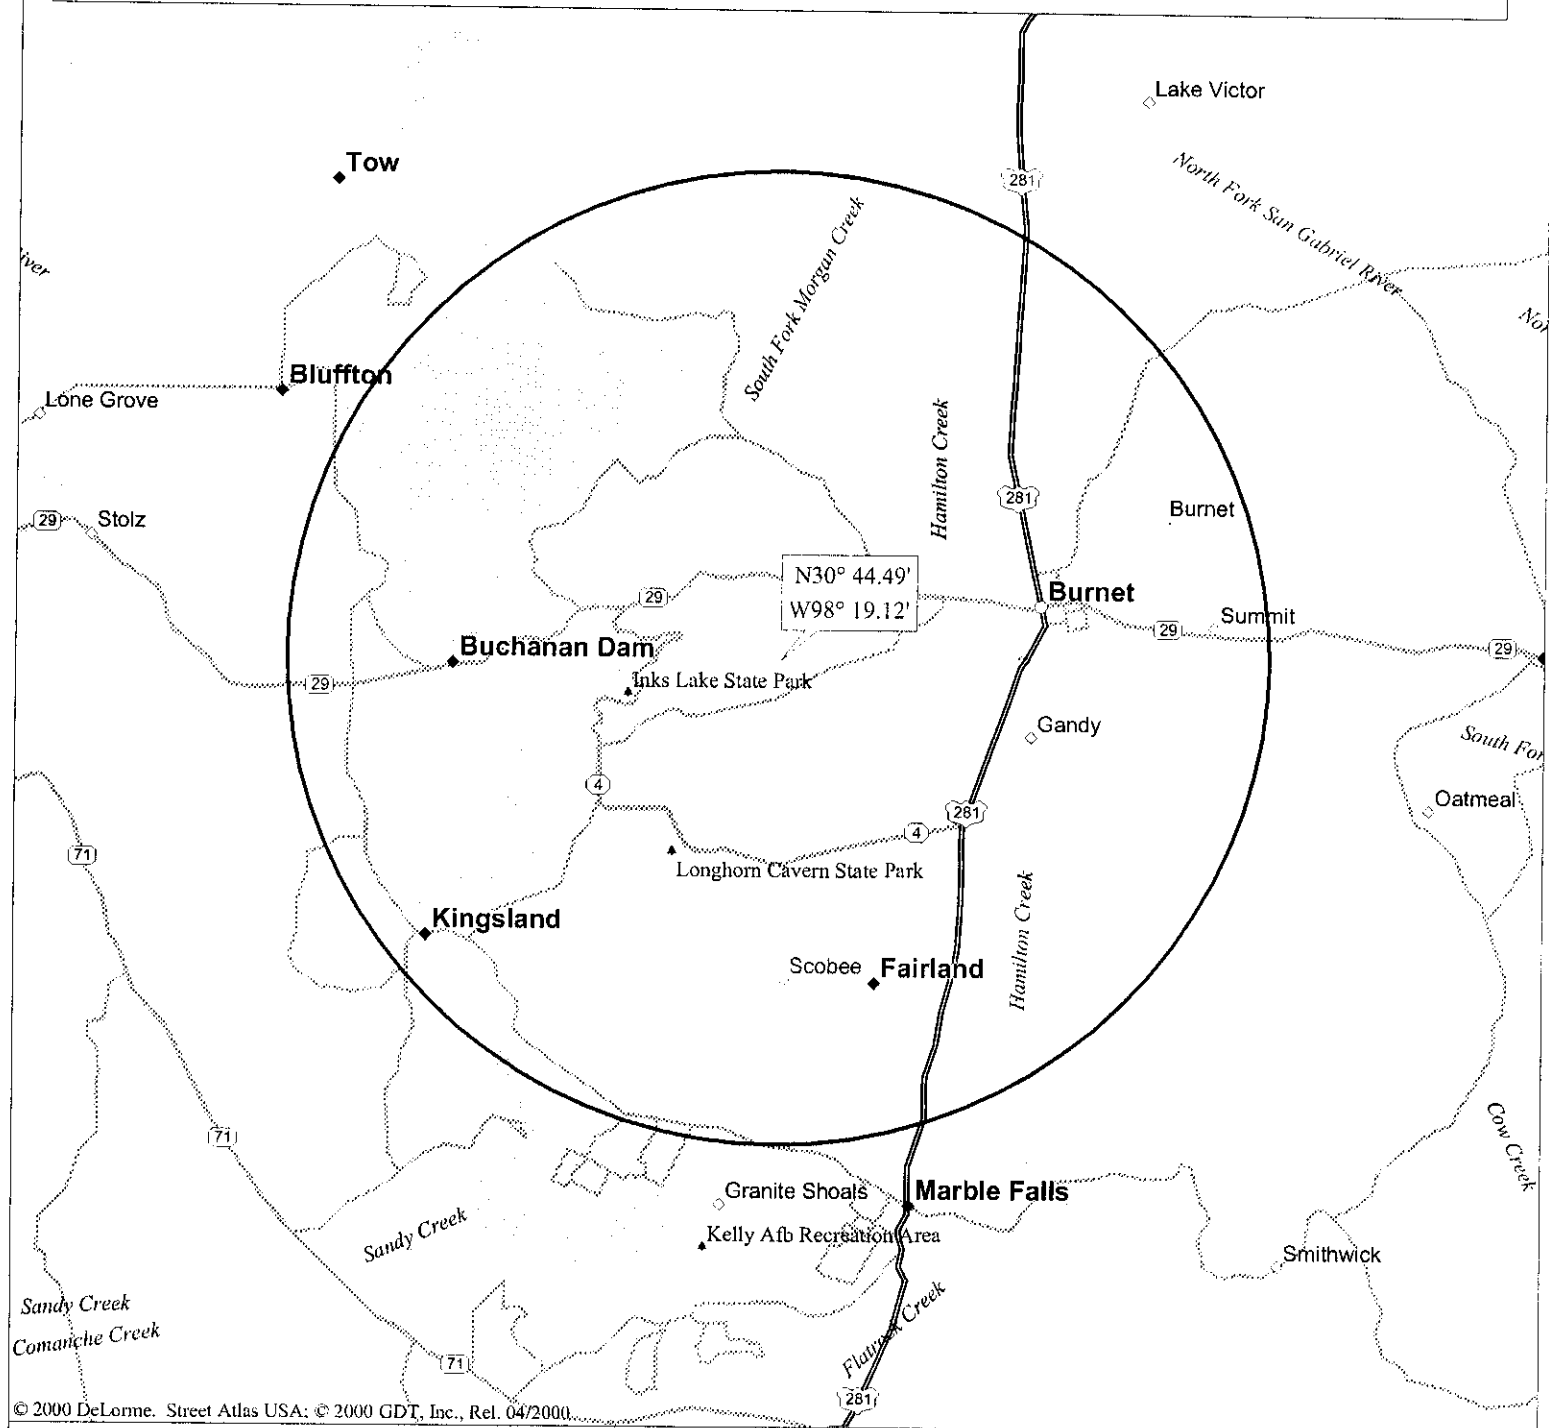 Lake Victor
Tow
281
North Fork San Gabriel River
South Fork Morgan Creek
Bluffton
Lone Grove
Hamilton Creek
281
29
Stolz
Burnet
N30° 44.49'
W98° 19.12'
29
Burnet
Summit
29
29
Buchanan Dam
29
Inks Lake State Park
Gandy
South For
4
Oatmeal
281
4
71
Longhorn Cavern State Park
Hamilton Creek
Kingsland
Scobee
Fairland
71
Cow Creek
Granite Shoals
Marble Falls
Sandy Creek
Kelly Afb Recreation Area
Smithwick
Sandy Creek
Comanche Creek
Flatrock Creek
71
281
© 2000 DeLorme. Street Atlas USA; © 2000 GDT, Inc., Rel. 04/2000